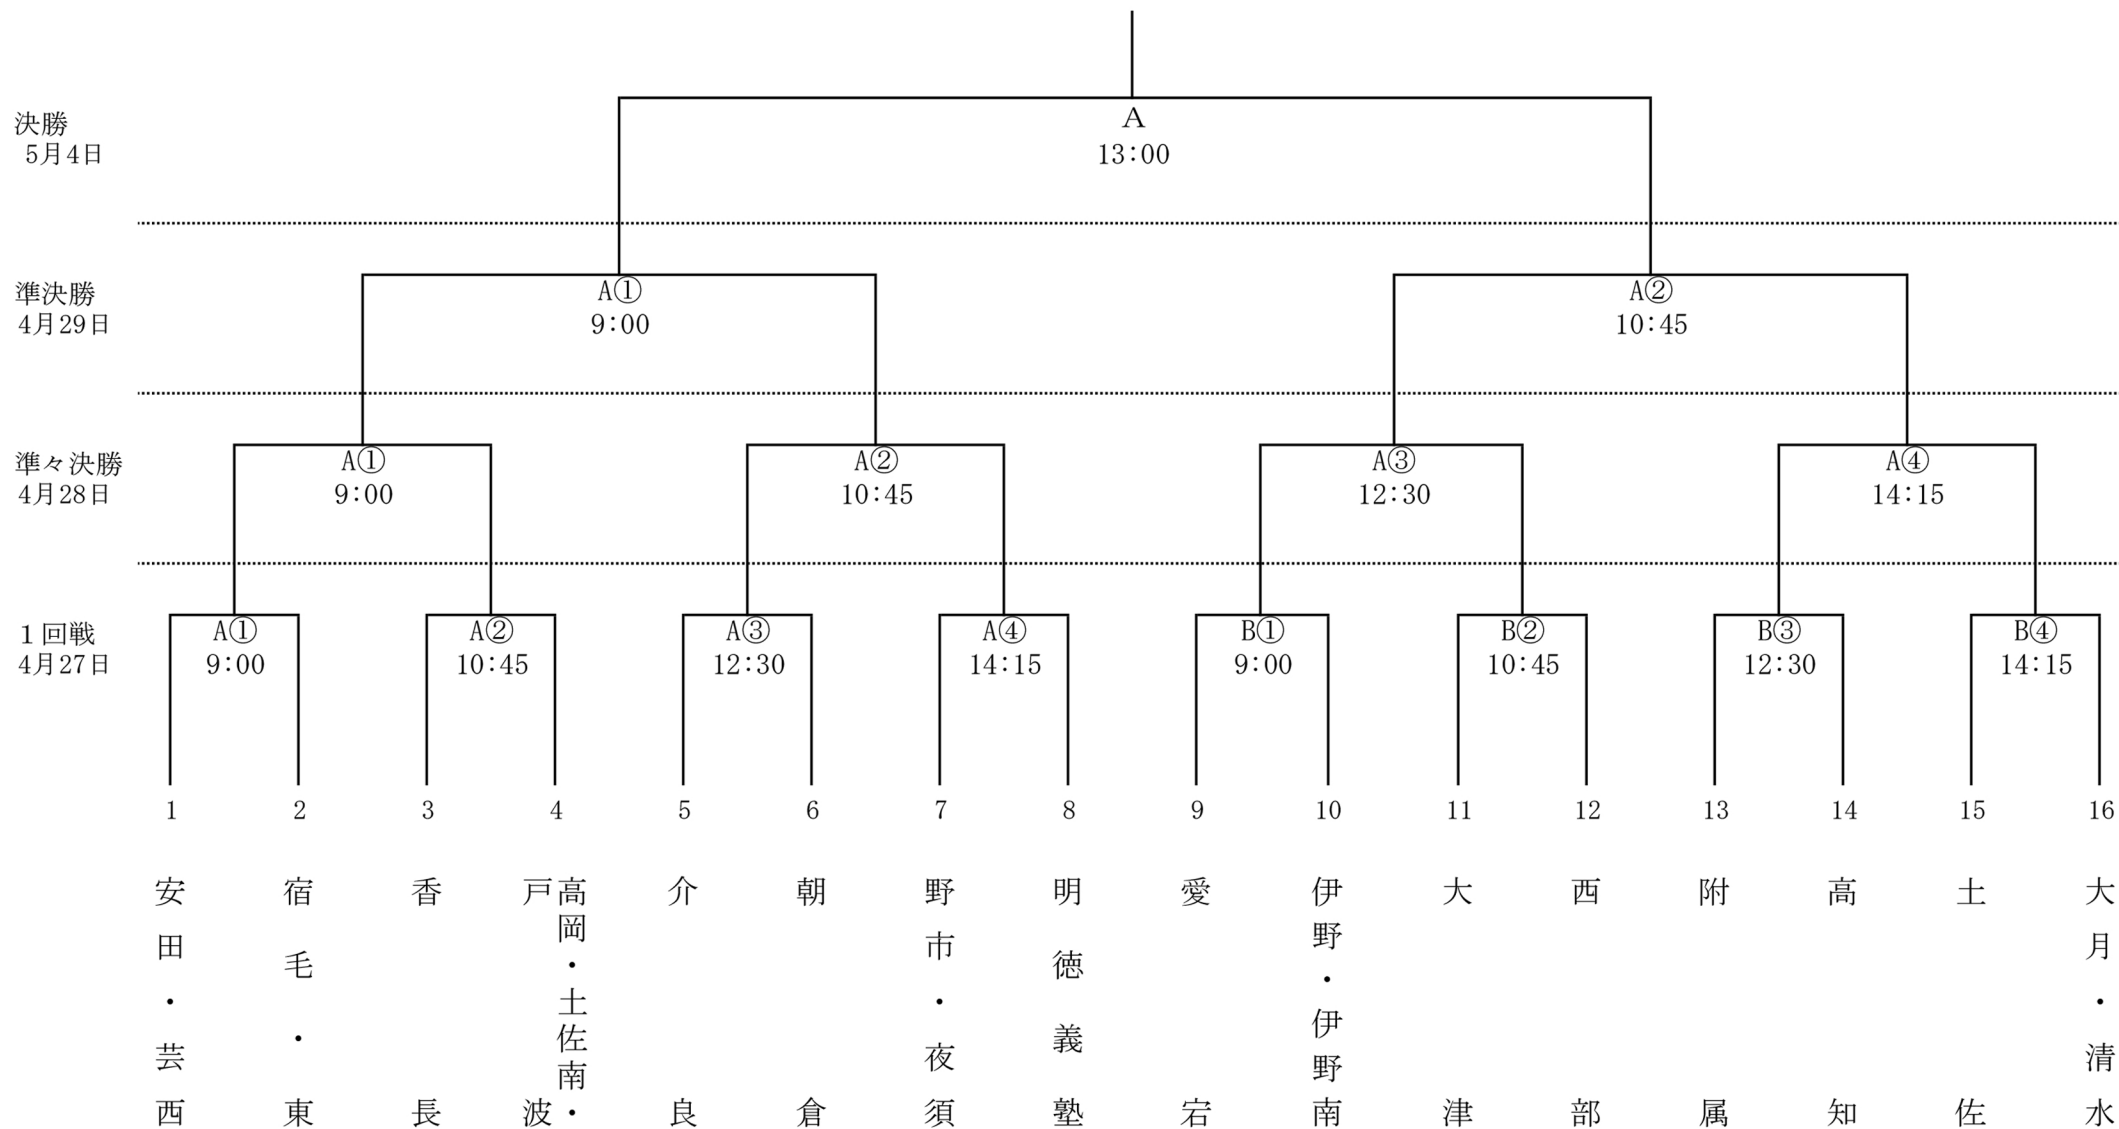 決勝
5月4日
A
13:00
準決勝
4月29日
A①
9:00
A②
10:45
準々決勝
4月28日
A①
9:00
A②
10:45
A③
12:30
A④
14:15
1回戦
4月27日
A①
9:00
A②
10:45
A③
12:30
A④
14:15
B①
9:00
B②
10:45
B③
12:30
B④
14:15
1
2
3
4
5
6
7
8
9
10
11
12
13
14
15
16
安田・芸西
宿毛・東
香長
高岡・土佐南・
戸波
介良
朝倉
野市・夜須
明徳義塾
愛宕
伊野・伊野南
大津
西部
附属
高知
土佐
大月・清水